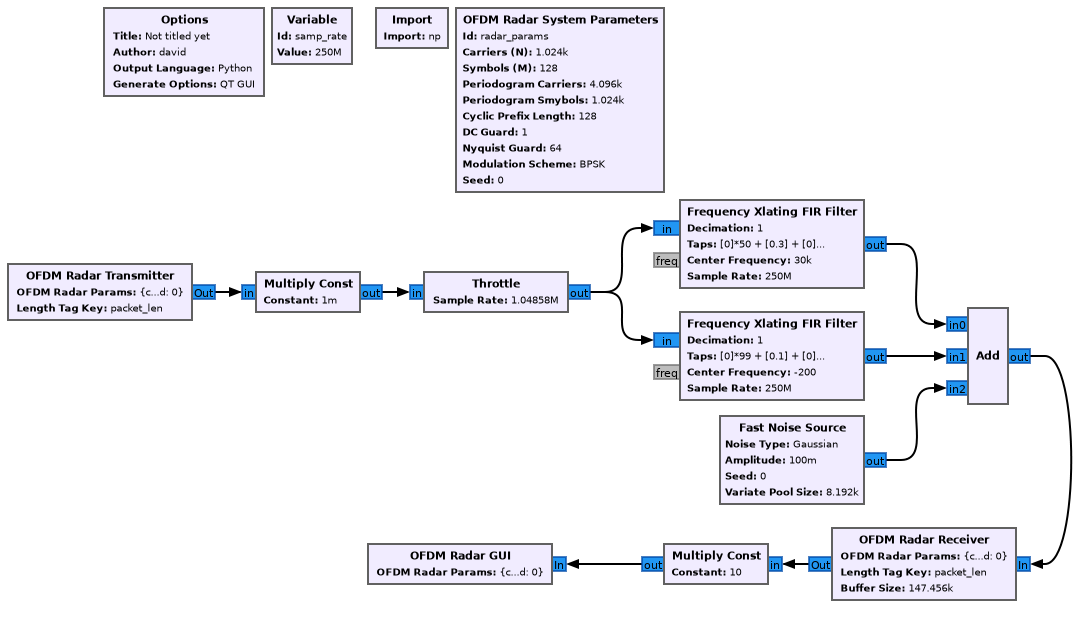 Options
Title: Not titled yet
Author: david
Output Language: Python
Generate Options: QT GUI
Variable
Id: samp_rate
Value: 250M
Import
Import: np
OFDM Radar System Parameters
Id: radar_params
Carriers (N): 1.024k
Symbols (M): 128
Periodogram Carriers: 4.096k
Periodogram Smybols: 1.024k
Cyclic Prefix Length: 128
DC Guard: 1
Nyquist Guard: 64
Modulation Scheme: BPSK
Seed: 0
OFDM Radar Transmitter
OFDM Radar Params: {c...d: 0}
Length Tag Key: packet_len
Out
in
Multiply Const
Constant: 1m
out
in
Throttle
Sample Rate: 1.04858M
out
in
freq
Frequency Xlating FIR Filter
Decimation: 1
Taps: [0]*50 + [0.3] + [0]...
Center Frequency: 30k
Sample Rate: 250M
out
in
freq
Frequency Xlating FIR Filter
Decimation: 1
Taps: [0]*99 + [0.1] + [0]...
Center Frequency: -200
Sample Rate: 250M
out
Fast Noise Source
Noise Type: Gaussian
Amplitude: 100m
Seed: 0
Variate Pool Size: 8.192k
out
in0
in1
in2
Add
out
OFDM Radar GUI
OFDM Radar Params: {c...d: 0}
In
out
Multiply Const
Constant: 10
in
Out
OFDM Radar Receiver
OFDM Radar Params: {c...d: 0}
Length Tag Key: packet_len
Buffer Size: 147.456k
In